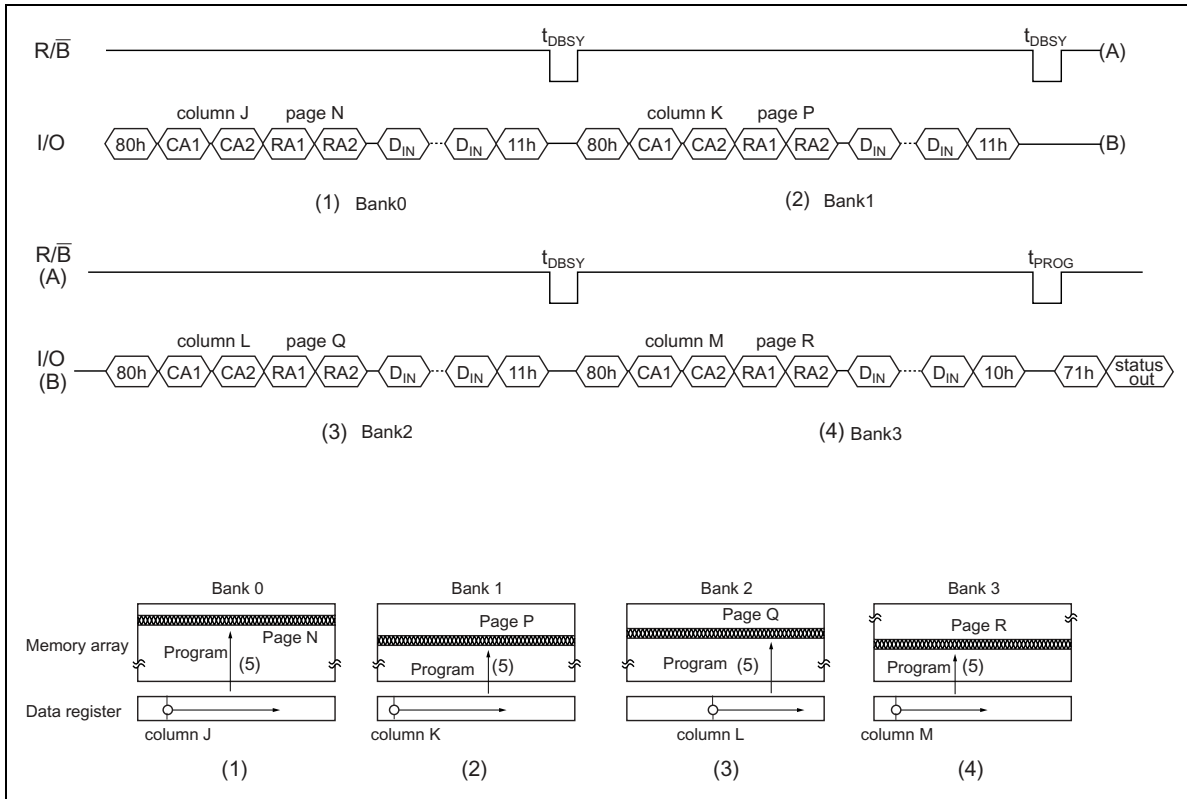 tDBSY tDBSY
R/B (A)
column J page N column K page P
I/O 80h CA1 CA2 RA1 RA2 DIN DIN 11h 80h CA1 CA2 RA1 RA2 DIN DIN 11h (B)
(1) Bank0 (2) Bank1
R/B
(A) tDBSY tPROG
column L page Q column M page R
I/O
(B) 80h CA1 CA2 RA1 RA2 DIN DIN 11h 80h CA1 CA2 RA1 RA2 DIN DIN 10h 71h status out
(3) Bank2 (4) Bank3
Bank 0 Bank 1 Bank 2 Bank 3
Page N Page P Page Q Page R
Memory array
Program (5) Program (5) Program (5) Program (5)
Data register
column J column K column L column M
(1) (2) (3) (4)